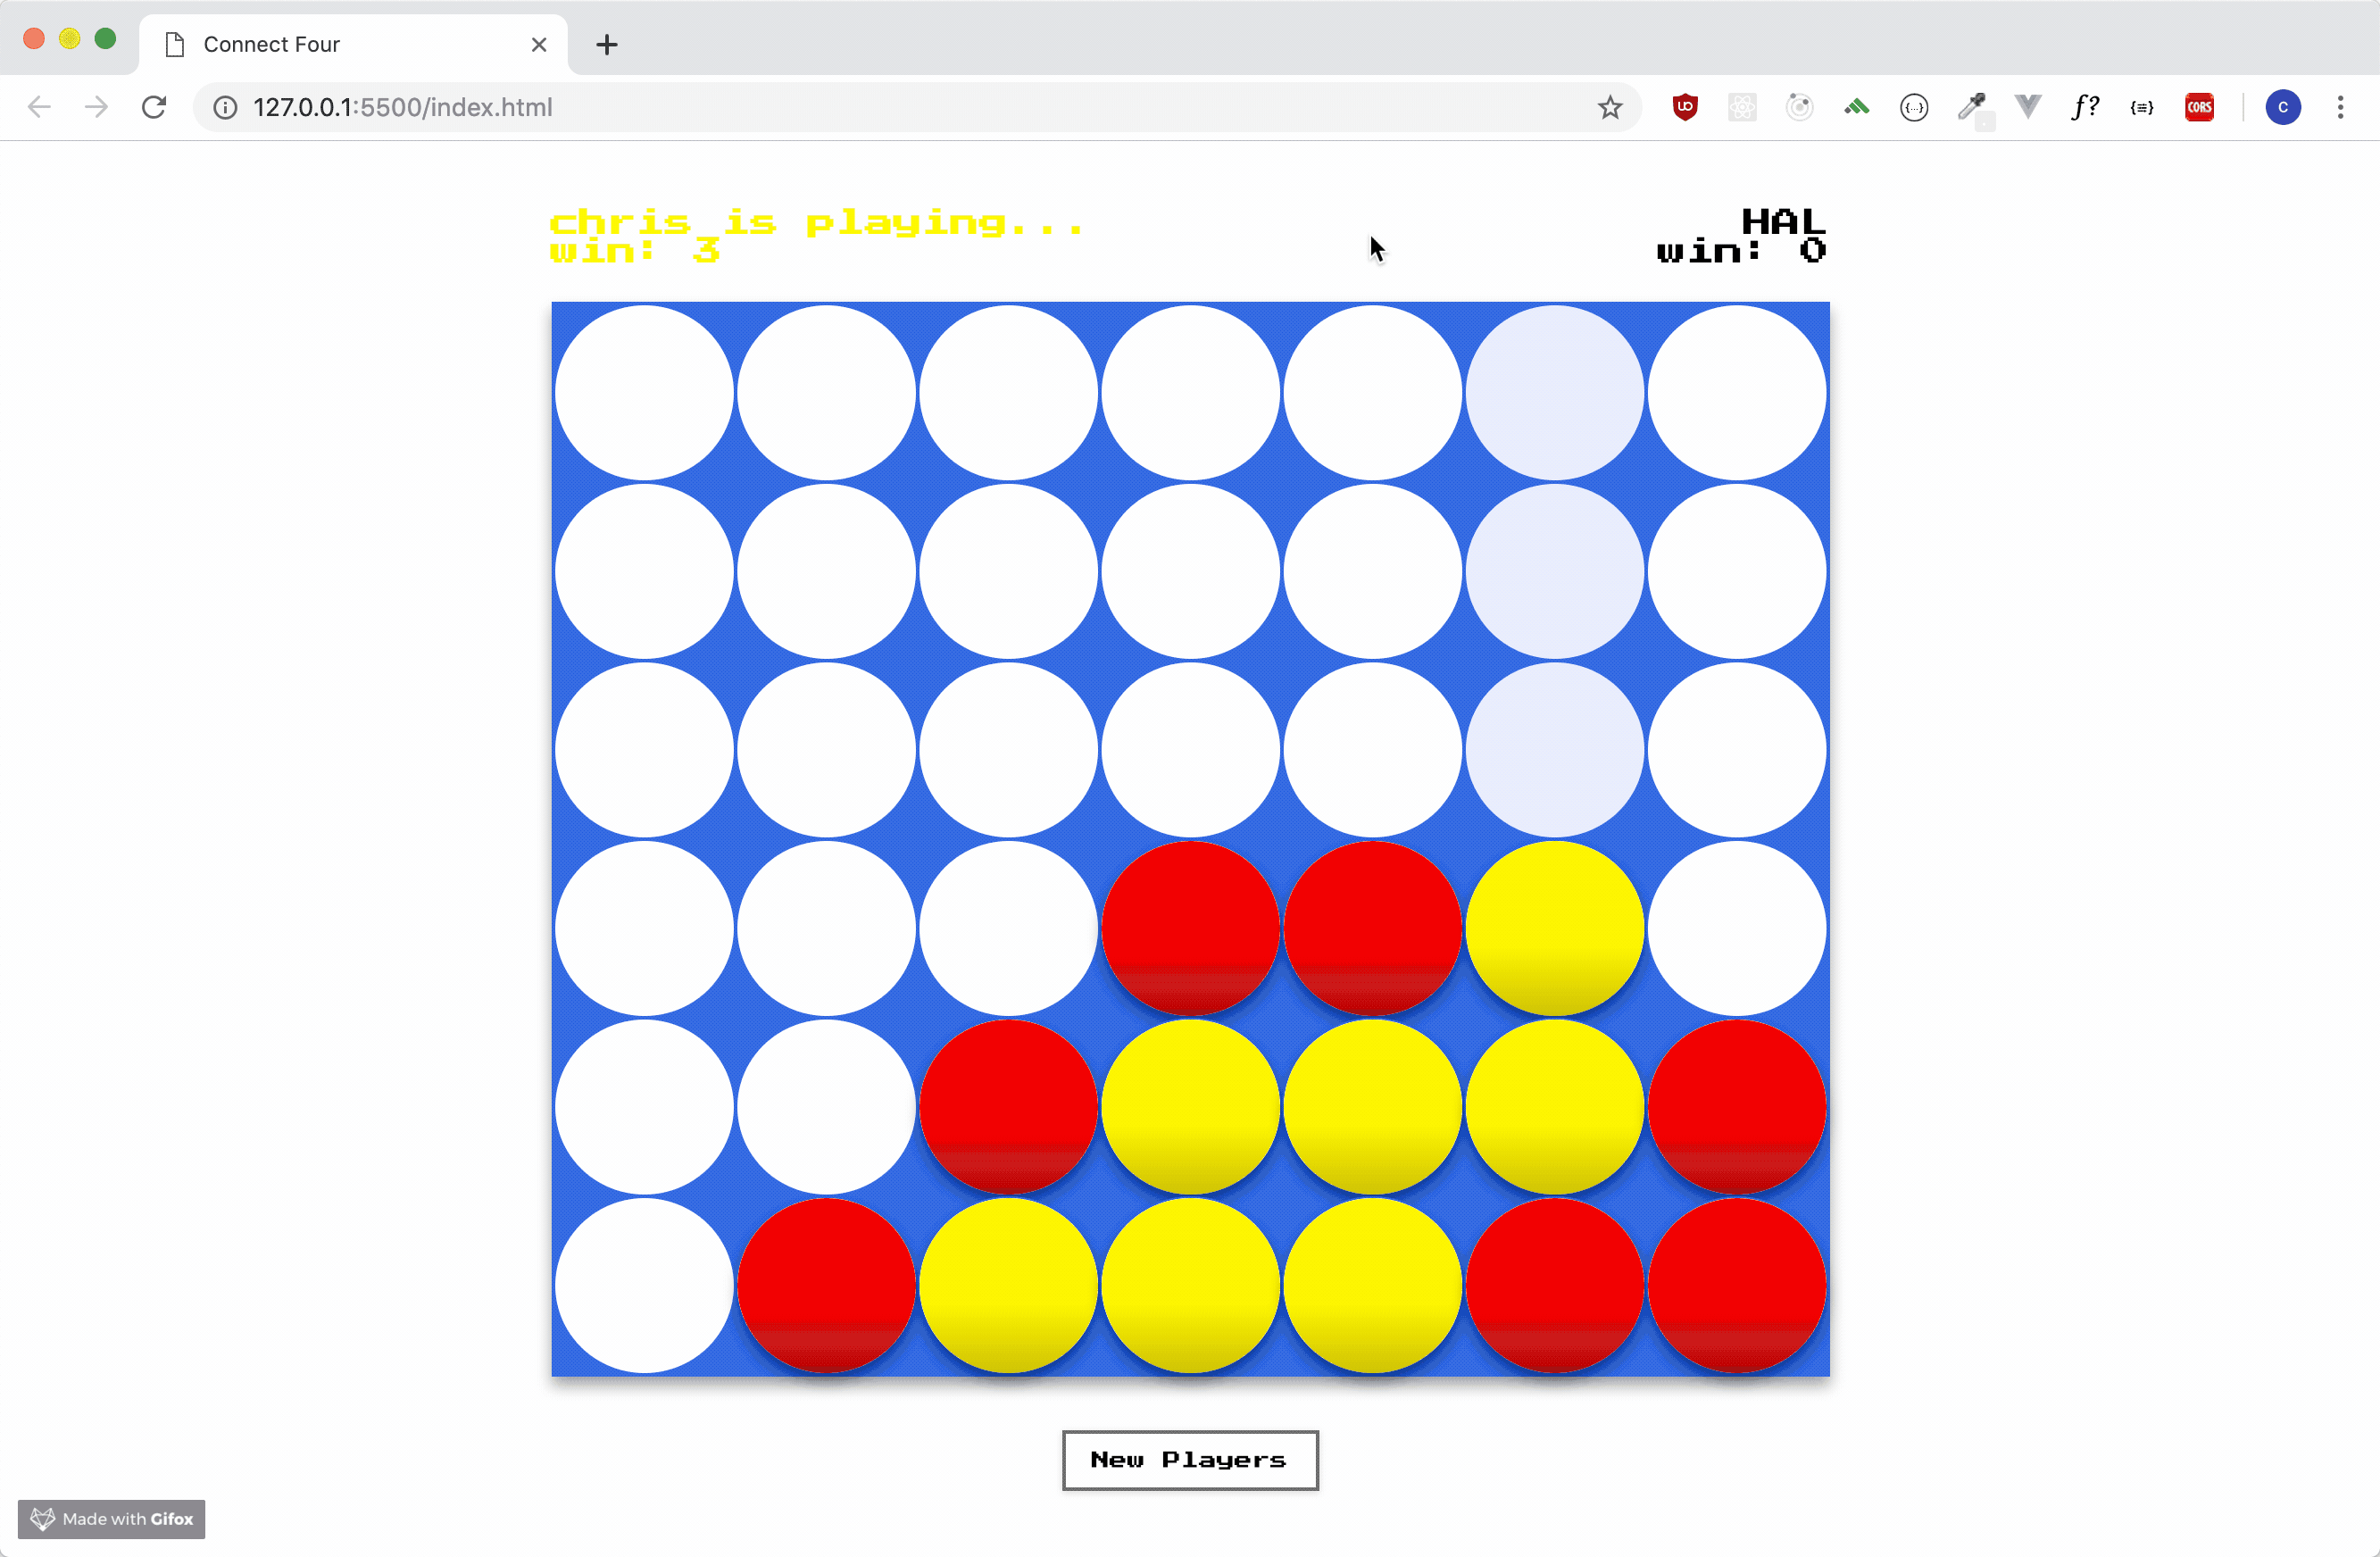 Connect Four
127.0.0.1:5500/index.html
UO
{...}
f?
{≡}
CORS
C
chris is playing...
win: 3
HAL
win: 0
New Players
Made with Gifox